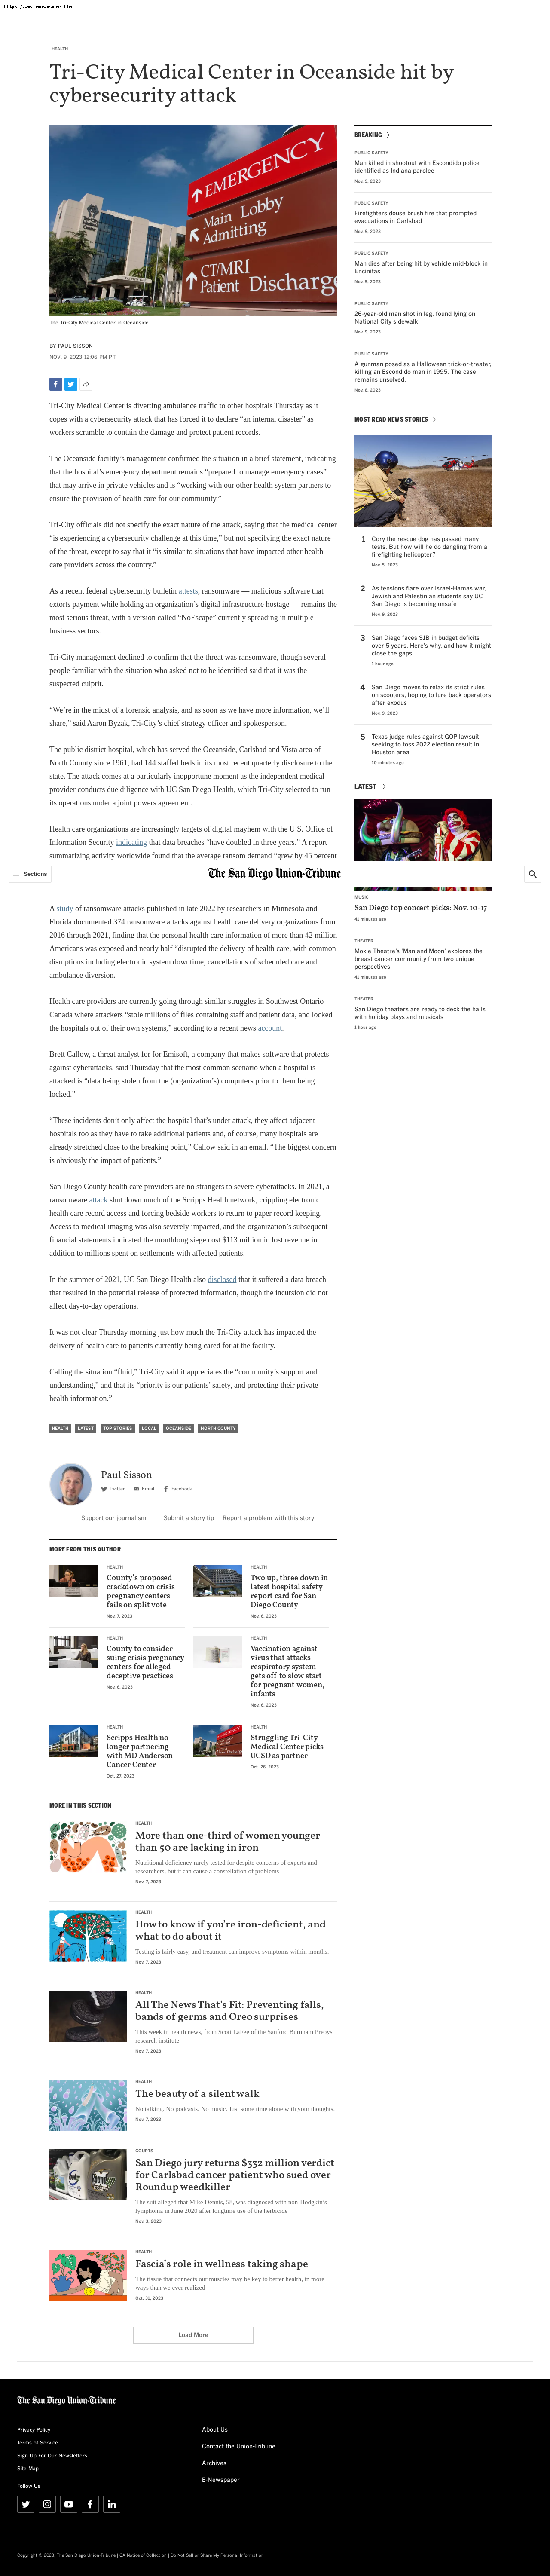 https://www.ransomware.live
HEALTH
Tri-City Medical Center in Oceanside hit by
cybersecurity attack
EMERGENCY
Main Lobby
Admitting
CT/MRI
Patient Discharge
The Tri-City Medical Center in Oceanside.
BY PAUL SISSON
NOV. 9, 2023 12:06 PM PT
Tri-City Medical Center is diverting ambulance traffic to other hospitals Thursday as it
copes with a cybersecurity attack that has forced it to declare “an internal disaster” as
workers scramble to contain the damage and protect patient records.
The Oceanside facility’s management confirmed the situation in a brief statement, indicating
that the hospital’s emergency department remains “prepared to manage emergency cases”
that may arrive in private vehicles and is “working with our other health system partners to
ensure the provision of health care for our community.”
Tri-City officials did not specify the exact nature of the attack, saying that the medical center
“is experiencing a cybersecurity challenge at this time,” but not specifying the exact nature
of the threat, except to say that it “is similar to situations that have impacted other health
care providers across the country.”
As a recent federal cybersecurity bulletin attests, ransomware — malicious software that
extorts payment while holding an organization’s digital infrastructure hostage — remains the
most serious threat, with a version called “NoEscape” currently spreading in multiple
business sectors.
Tri-City management declined to confirm that the threat was ransomware, though several
people familiar with the situation who asked not to be identified said that it was the
suspected culprit.
“We’re in the midst of a forensic analysis, and as soon as we have more information, we’ll
share,” said Aaron Byzak, Tri-City’s chief strategy officer and spokesperson.
The public district hospital, which has served the Oceanside, Carlsbad and Vista area of
North County since 1961, had 144 staffed beds in its most recent quarterly disclosure to the
state. The attack comes at a particularly inopportune moment as the independent medical
provider conducts due diligence with UC San Diego Health, which Tri-City selected to run
its operations under a joint powers agreement.
Health care organizations are increasingly targets of digital mayhem with the U.S. Office of
Information Security indicating that data breaches “have doubled in three years.” A report
summarizing activity worldwide found that the average ransom demand “grew by 45 percent
Sections
The San Diego Union-Tribune
A study of ransomware attacks published in late 2022 by researchers in Minnesota and
Florida documented 374 ransomware attacks against health care delivery organizations from
2016 through 2021, finding that the personal health care information of more than 42 million
Americans was exposed and nearly half “disrupted the delivery of health care, with common
disruptions including electronic system downtime, cancellations of scheduled care and
ambulance diversion.
Health care providers are currently going through similar struggles in Southwest Ontario
Canada where attackers “stole millions of files containing staff and patient data, and locked
the hospitals out of their own systems,” according to a recent news account.
Brett Callow, a threat analyst for for Emisoft, a company that makes software that protects
against cyberattacks, said Thursday that the most common scenario when a hospital is
attacked is “data being stolen from the (organization’s) computers prior to them being
locked.”
“These incidents don’t only affect the hospital that’s under attack, they affect adjacent
hospitals too as they have to take additional patients and, of course, many hospitals are
already stretched close to the breaking point,” Callow said in an email. “The biggest concern
is obviously the impact of patients.”
San Diego County health care providers are no strangers to severe cyberattacks. In 2021, a
ransomware attack shut down much of the Scripps Health network, crippling electronic
health care record access and forcing bedside workers to return to paper record keeping.
Access to medical imaging was also severely impacted, and the organization’s subsequent
financial statements indicated the monthlong siege cost $113 million in lost revenue in
addition to millions spent on settlements with affected patients.
In the summer of 2021, UC San Diego Health also disclosed that it suffered a data breach
that resulted in the potential release of protected information, though the incursion did not
affect day-to-day operations.
It was not clear Thursday morning just how much the Tri-City attack has impacted the
delivery of health care to patients currently being cared for at the facility.
Calling the situation “fluid,” Tri-City said it appreciates the “community’s support and
understanding,” and that its “priority is our patients’ safety, and protecting their private
health information.”
HEALTH LATEST TOP STORIES LOCAL OCEANSIDE NORTH COUNTY
Paul Sisson
Twitter Email Facebook
Support our journalism Submit a story tip Report a problem with this story
BREAKING
PUBLIC SAFETY
Man killed in shootout with Escondido police
identified as Indiana parolee
Nov. 9, 2023
PUBLIC SAFETY
Firefighters douse brush fire that prompted
evacuations in Carlsbad
Nov. 9, 2023
PUBLIC SAFETY
Man dies after being hit by vehicle mid-block in
Encinitas
Nov. 9, 2023
PUBLIC SAFETY
26-year-old man shot in leg, found lying on
National City sidewalk
Nov. 9, 2023
PUBLIC SAFETY
A gunman posed as a Halloween trick-or-treater,
killing an Escondido man in 1995. The case
remains unsolved.
Nov. 8, 2023
MOST READ NEWS STORIES
1 Cory the rescue dog has passed many
tests. But how will he do dangling from a
firefighting helicopter?
Nov. 5, 2023
2 As tensions flare over Israel-Hamas war,
Jewish and Palestinian students say UC
San Diego is becoming unsafe
Nov. 9, 2023
3 San Diego faces $1B in budget deficits
over 5 years. Here’s why, and how it might
close the gaps.
1 hour ago
4 San Diego moves to relax its strict rules
on scooters, hoping to lure back operators
after exodus
Nov. 9, 2023
5 Texas judge rules against GOP lawsuit
seeking to toss 2022 election result in
Houston area
10 minutes ago
LATEST
MUSIC
San Diego top concert picks: Nov. 10-17
41 minutes ago
THEATER
Moxie Theatre’s ‘Man and Moon’ explores the
breast cancer community from two unique
perspectives
41 minutes ago
THEATER
San Diego theaters are ready to deck the halls
with holiday plays and musicals
1 hour ago
MORE FROM THIS AUTHOR
HEALTH
County’s proposed
crackdown on crisis
pregnancy centers
fails on split vote
Nov. 7, 2023
HEALTH
Two up, three down in
latest hospital safety
report card for San
Diego County
Nov. 6, 2023
HEALTH
County to consider
suing crisis pregnancy
centers for alleged
deceptive practices
Nov. 6, 2023
HEALTH
Vaccination against
virus that attacks
respiratory system
gets off to slow start
for pregnant women,
infants
Nov. 6, 2023
HEALTH
Scripps Health no
longer partnering
with MD Anderson
Cancer Center
Oct. 27, 2023
HEALTH
Struggling Tri-City
Medical Center picks
UCSD as partner
Oct. 26, 2023
MORE IN THIS SECTION
HEALTH
More than one-third of women younger
than 50 are lacking in iron
Nutritional deficiency rarely tested for despite concerns of experts and
researchers, but it can cause a constellation of problems
Nov. 7, 2023
HEALTH
How to know if you’re iron-deficient, and
what to do about it
Testing is fairly easy, and treatment can improve symptoms within months.
Nov. 7, 2023
HEALTH
All The News That’s Fit: Preventing falls,
bands of germs and Oreo surprises
This week in health news, from Scott LaFee of the Sanford Burnham Prebys
research institute
Nov. 7, 2023
HEALTH
The beauty of a silent walk
No talking. No podcasts. No music. Just some time alone with your thoughts.
Nov. 7, 2023
COURTS
San Diego jury returns $332 million verdict
for Carlsbad cancer patient who sued over
Roundup weedkiller
The suit alleged that Mike Dennis, 58, was diagnosed with non-Hodgkin’s
lymphoma in June 2020 after longtime use of the herbicide
Nov. 3, 2023
HEALTH
Fascia’s role in wellness taking shape
The tissue that connects our muscles may be key to better health, in more
ways than we ever realized
Oct. 31, 2023
Load More
The San Diego Union-Tribune
Privacy Policy
Terms of Service
Sign Up For Our Newsletters
Site Map
Follow Us
About Us
Contact the Union-Tribune
Archives
E-Newspaper
Copyright © 2023, The San Diego Union-Tribune | CA Notice of Collection | Do Not Sell or Share My Personal Information